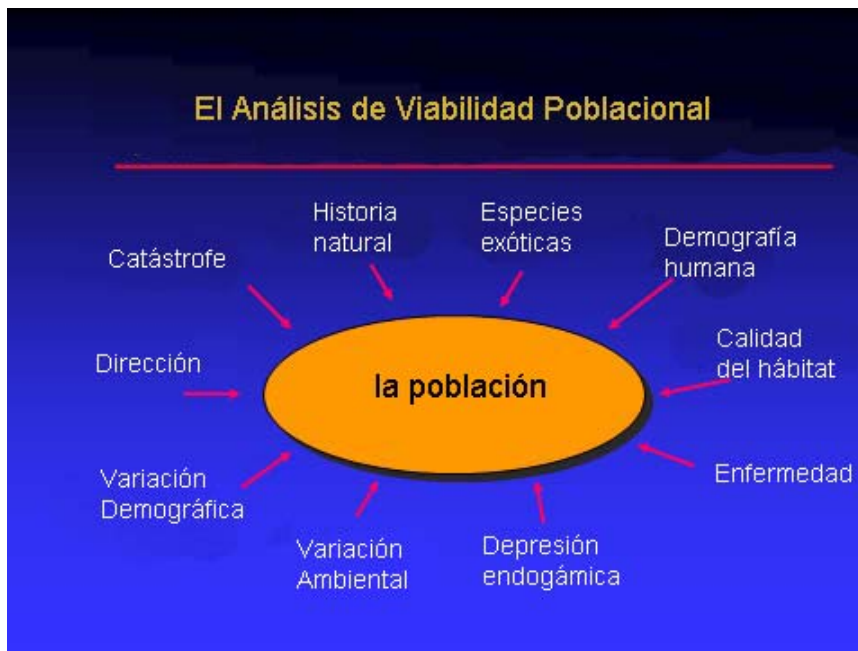 El Análisis de Viabilidad Poblacional
Historia
natural
Especies
exóticas
Demografía
humana
Catástrofe
Calidad
del hábitat
Dirección
la población
Enfermedad
Variación
Demográfica
Variación
Ambiental
Depresión
endogámica